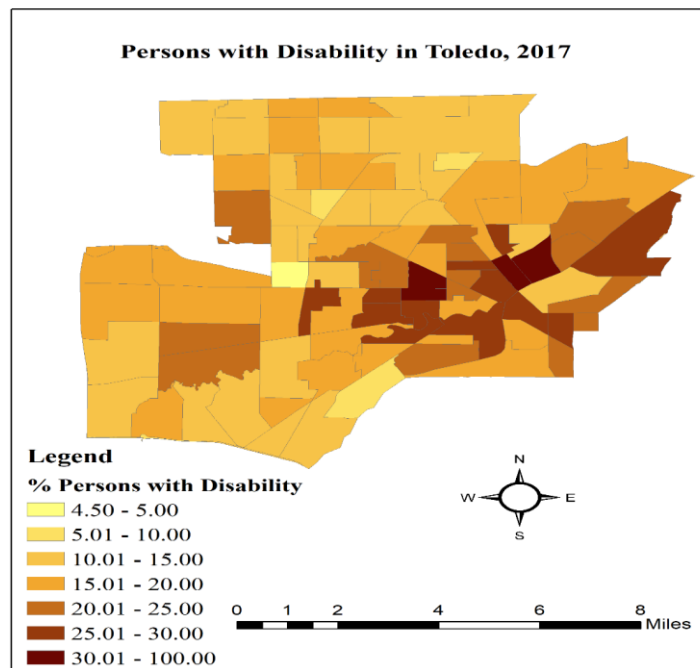 Persons with Disability in Toledo, 2017
Legend
% Persons with Disability
4.50 - 5.00
5.01 - 10.00
10.01 - 15.00
15.01 - 20.00
20.01 - 25.00
25.01 - 30.00
30.01 - 100.00
N
W E
S
0 1 2 4 6 8
Miles